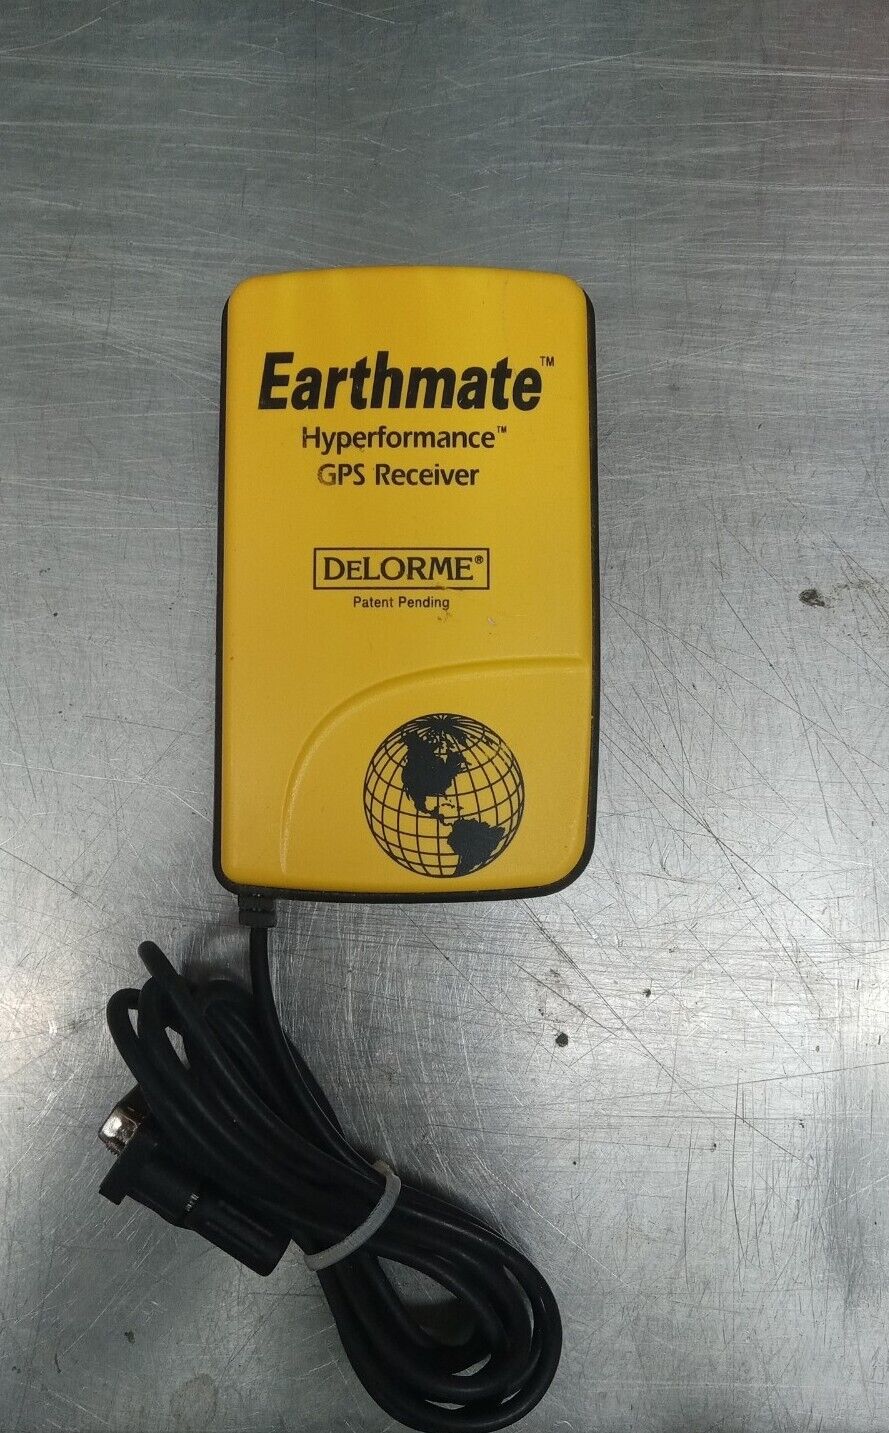 Earthmate™
Hyperformance™
GPS Receiver
DeLORME®
Patent Pending